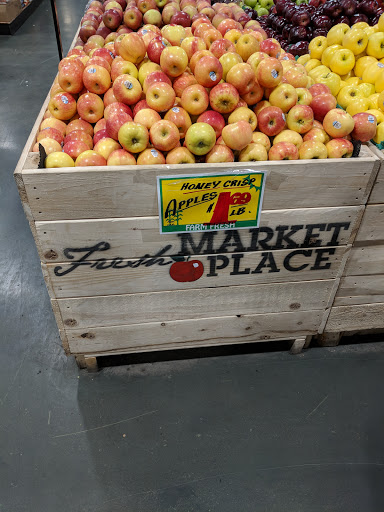 HONEY CRISP
APPLES 1.69
LB.
FARM FRESH
Fresh MARKET
PLACE